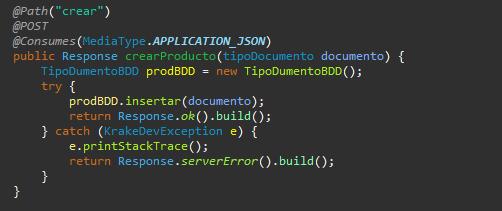 @Path("crear")
@POST
@Consumes(MediaType.APPLICATION_JSON)
public Response crearProducto(tipoDocumento documento) {
TipoDumentoBDD prodBDD = new TipoDumentoBDD();
try {
prodBDD.insertar(documento);
return Response.ok().build();
} catch (KrakeDevException e) {
e.printStackTrace();
return Response.serverError().build();
}
}